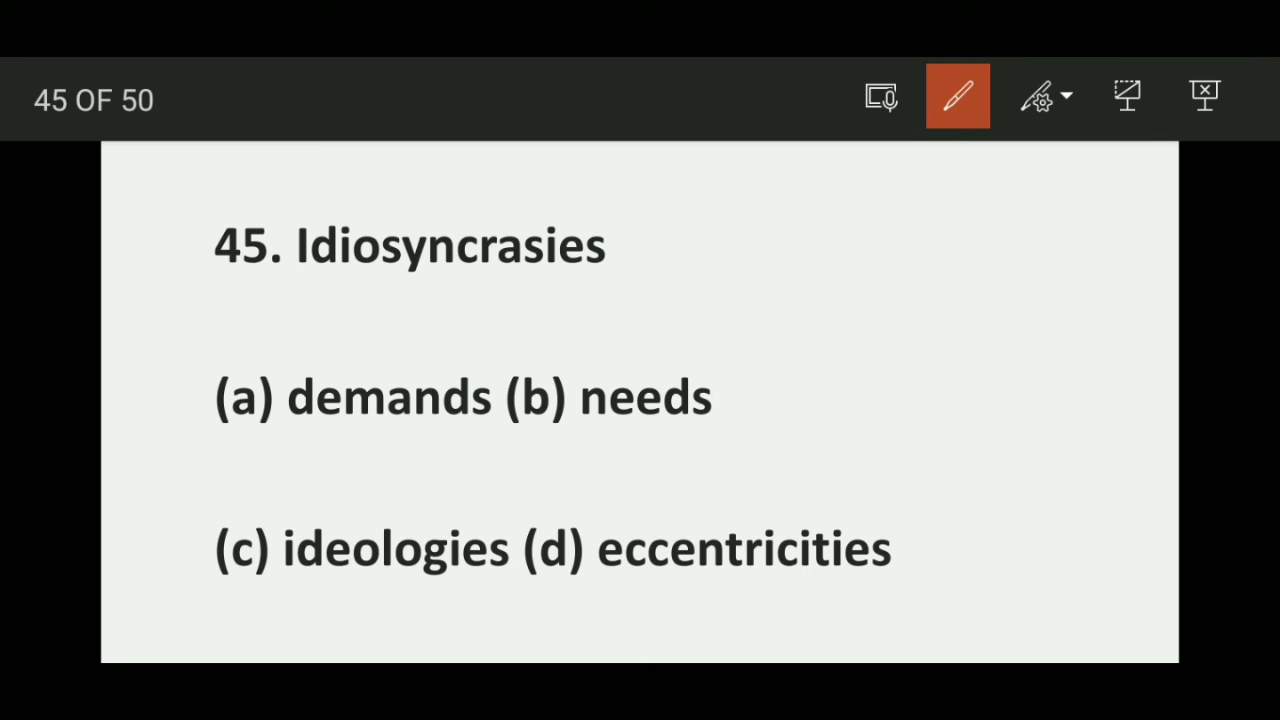 45 OF 50
45. Idiosyncrasies
(a) demands (b) needs
(c) ideologies (d) eccentricities